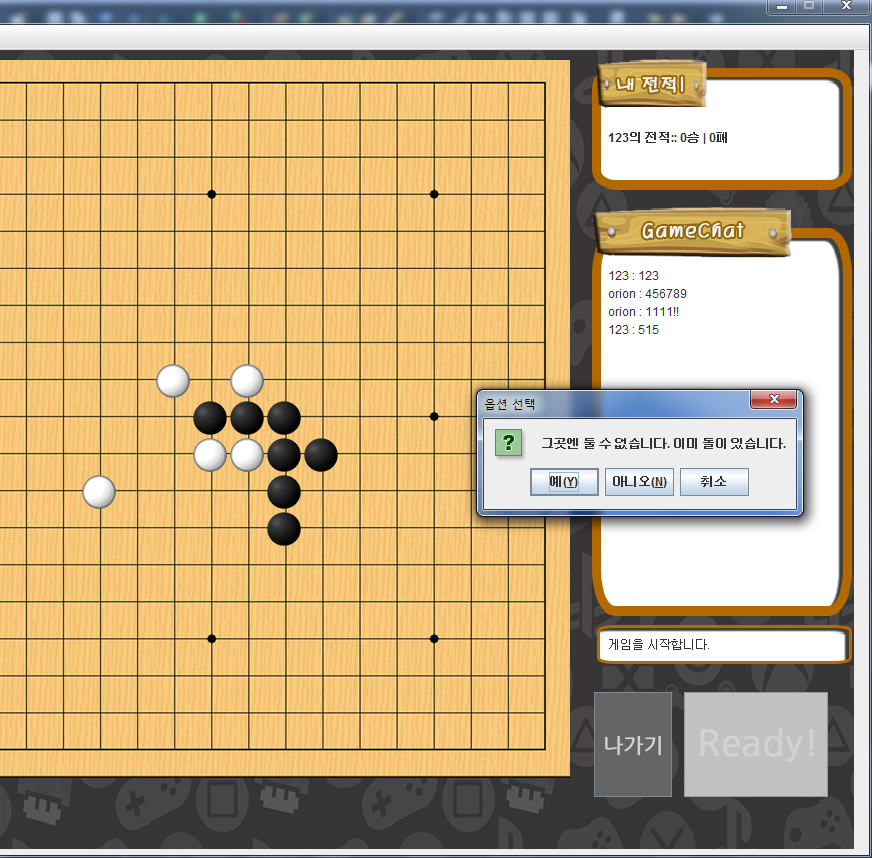 내 전적|
123의 전적:: 0승 | 0패
GameChat
123 : 123
orion : 456789
orion : 1111!!
123 : 515
옵션 선택
?
그곳엔 둘 수 없습니다. 이미 돌이 있습니다.
예(Y) 아니오(N) 취소
게임을 시작합니다.
나가기 Ready!